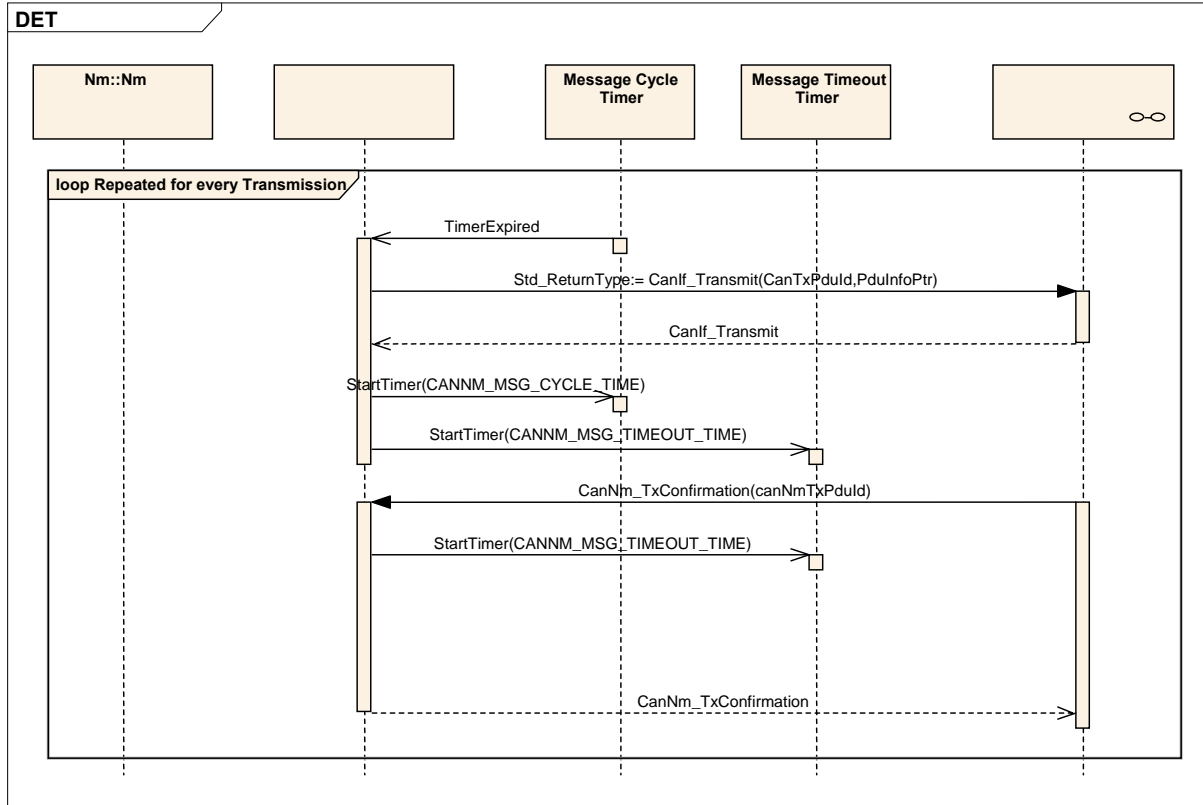 DET
Nm::Nm
Message Cycle
Timer
Message Timeout
Timer
loop Repeated for every Transmission
TimerExpired
Std_ReturnType:= CanIf_Transmit(CanTxPduId,PduInfoPtr)
CanIf_Transmit
StartTimer(CANNM_MSG_CYCLE_TIME)
StartTimer(CANNM_MSG_TIMEOUT_TIME)
CanNm_TxConfirmation(canNmTxPduId)
StartTimer(CANNM_MSG_TIMEOUT_TIME)
CanNm_TxConfirmation